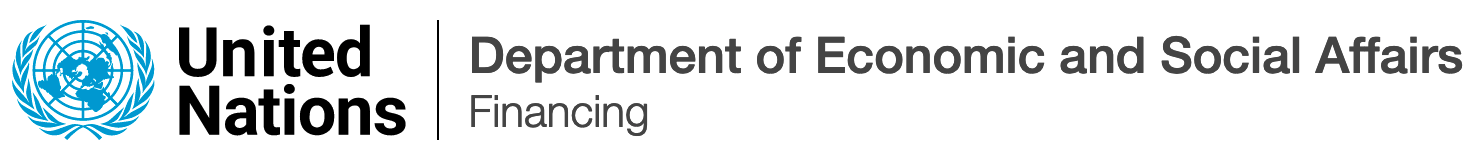 United
Nations
Department of Economic and Social Affairs
Financing